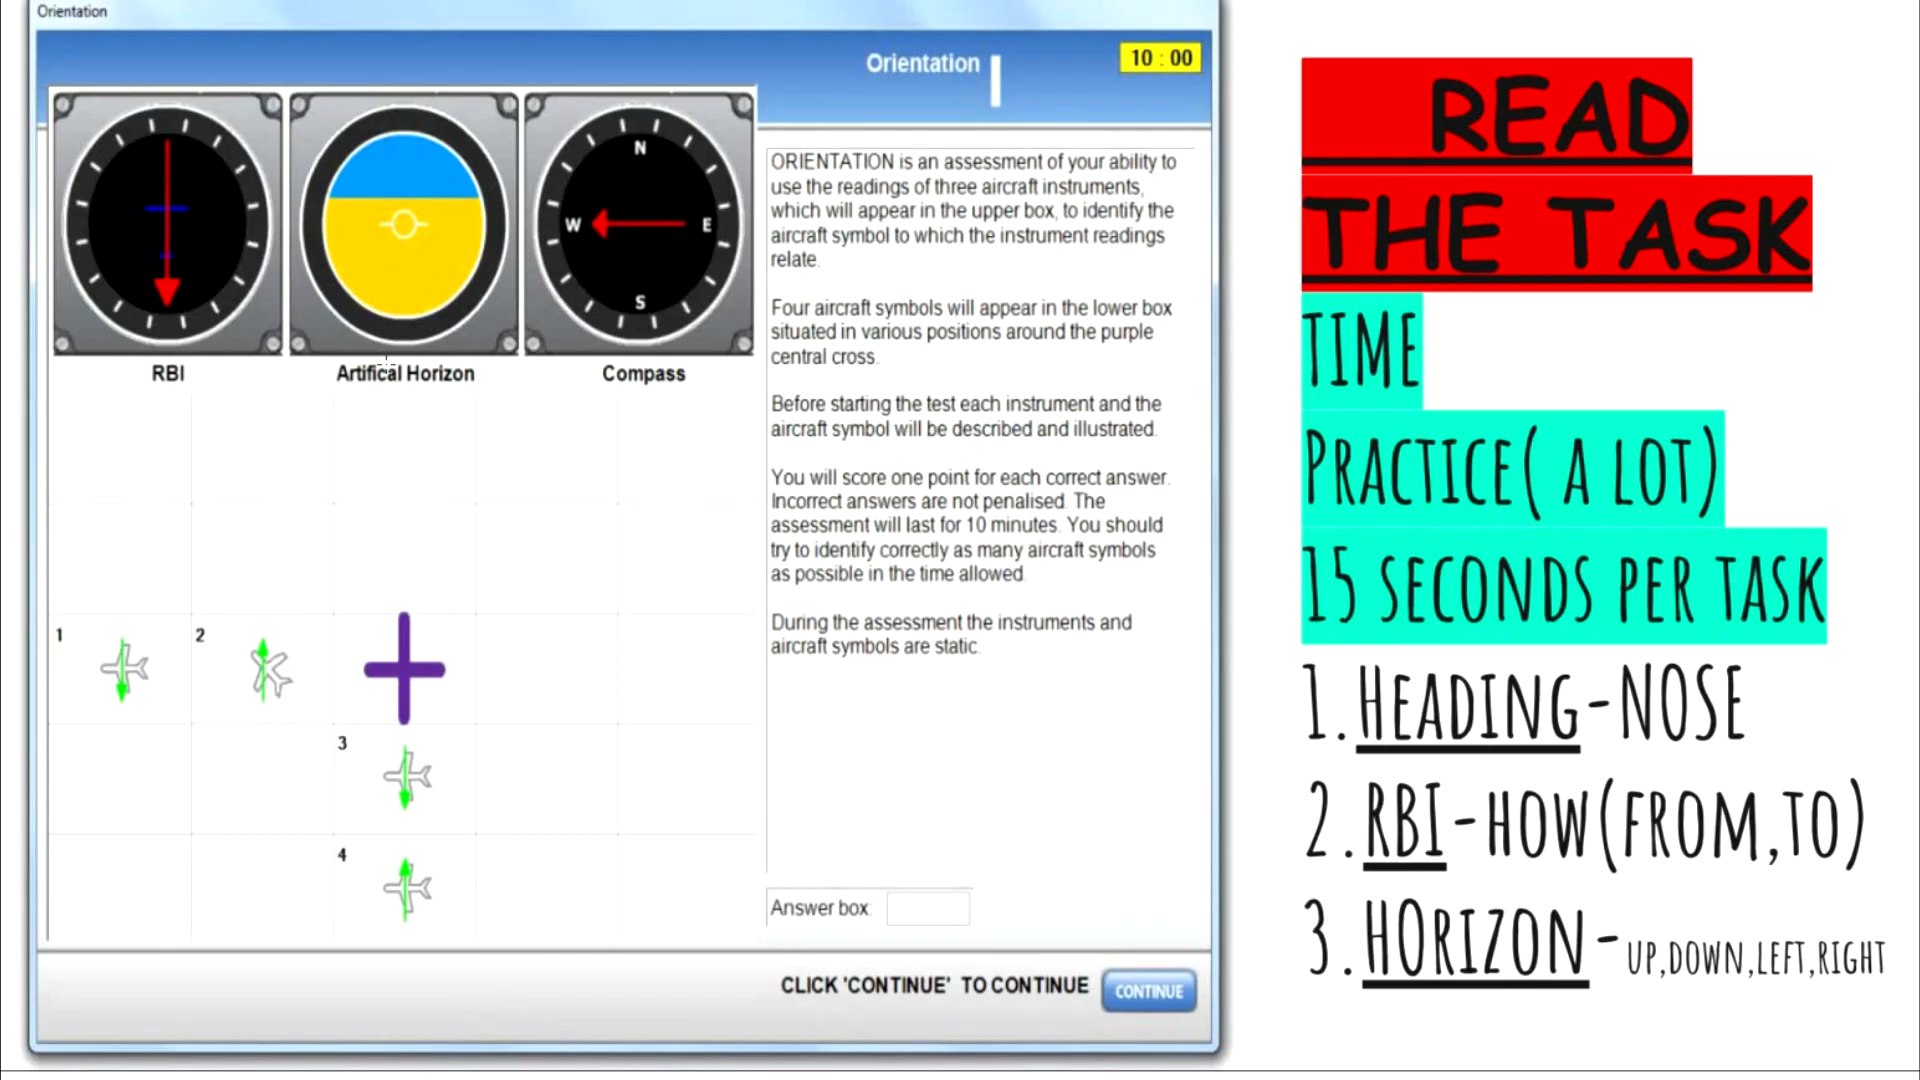 Orientation
Orientation
10 : 00
N
W
E
S
RBI
Artifical Horizon
Compass
ORIENTATION is an assessment of your ability to
use the readings of three aircraft instruments,
which will appear in the upper box, to identify the
aircraft symbol to which the instrument readings
relate.
Four aircraft symbols will appear in the lower box
situated in various positions around the purple
central cross.
Before starting the test each instrument and the
aircraft symbol will be described and illustrated.
You will score one point for each correct answer.
Incorrect answers are not penalised. The
assessment will last for 10 minutes. You should
try to identify correctly as many aircraft symbols
as possible in the time allowed.
During the assessment the instruments and
aircraft symbols are static.
1
2
3
4
Answer box:
CLICK 'CONTINUE' TO CONTINUE
CONTINUE
READ
THE TASK
TIME
PRACTICE( A LOT)
15 SECONDS PER TASK
1.HEADING-NOSE
2.RBI-HOW(FROM,TO)
3.HORIZON-UP,DOWN,LEFT,RIGHT